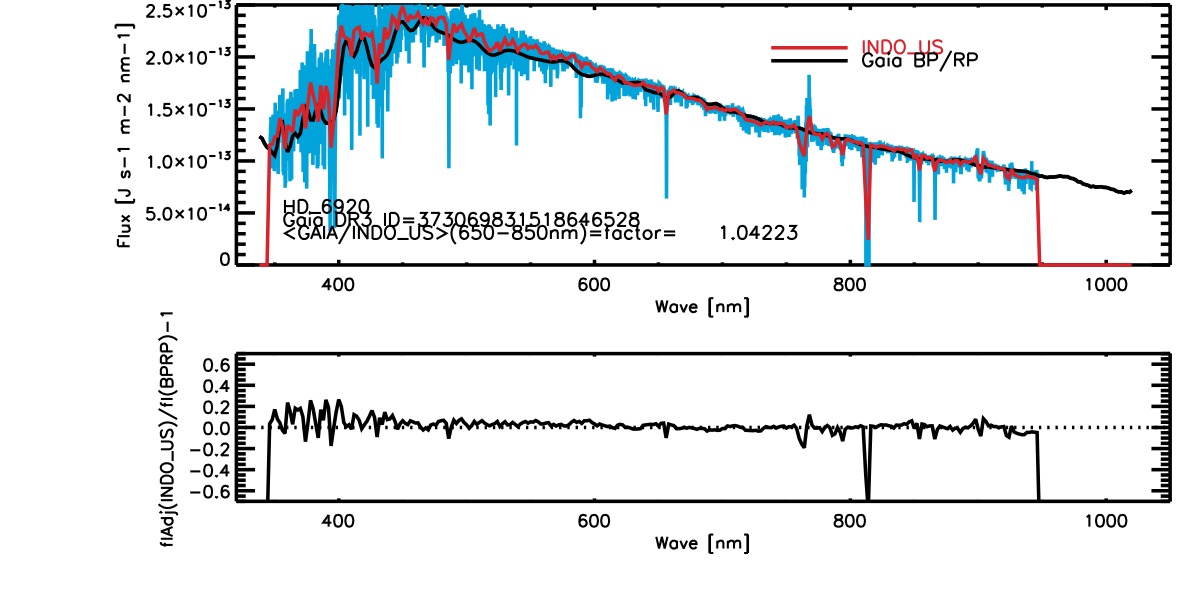 2.5×10⁻¹³
2.0×10⁻¹³
1.5×10⁻¹³
1.0×10⁻¹³
5.0×10⁻¹⁴
0
Flux [J s−1 m−2 nm−1]
INDO_US
Gaia BP/RP
HD_6920
Gaia DR3 ID=373069831518646528
<GAIA/INDO_US>(650−850nm)=factor= 1.04223
400 600 800 1000
Wave [nm]
0.6
0.4
0.2
0.0
−0.2
−0.4
−0.6
flAdj(INDO_US)/fl(BPRP)−1
400 600 800 1000
Wave [nm]